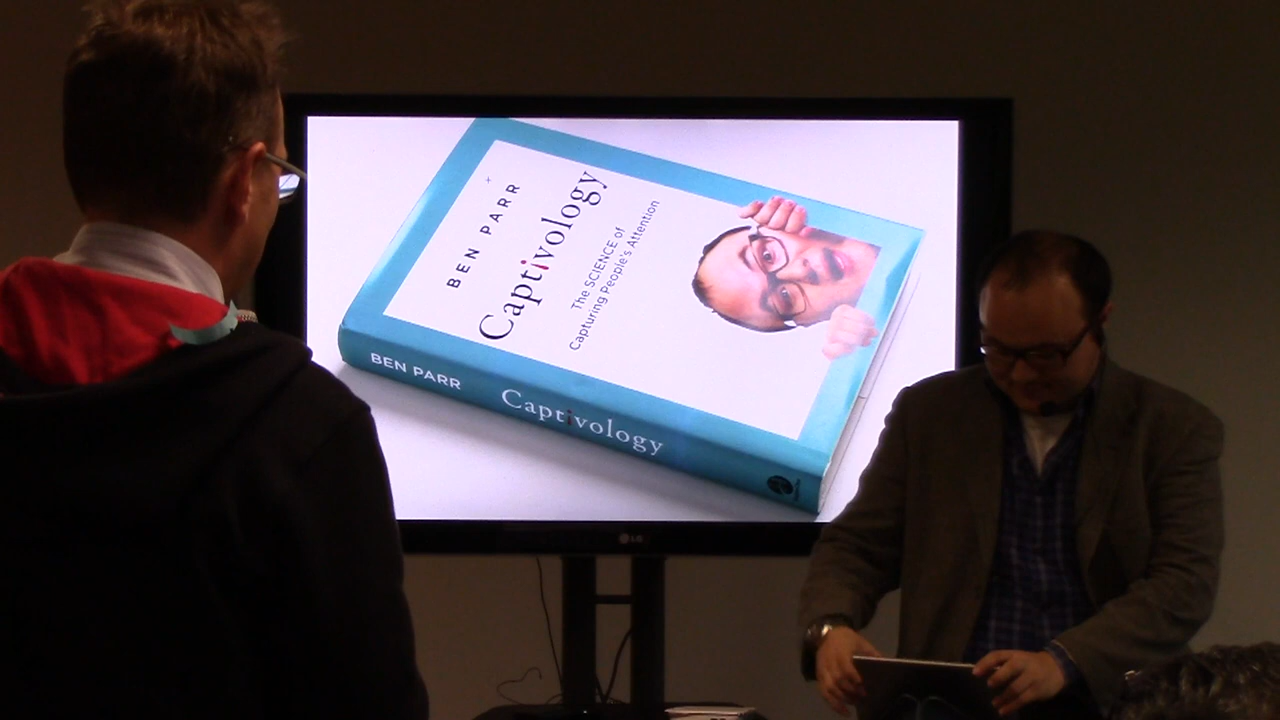 BEN PARR
Captivology
The SCIENCE of
Capturing People's Attention
BEN PARR
Captivology
LG